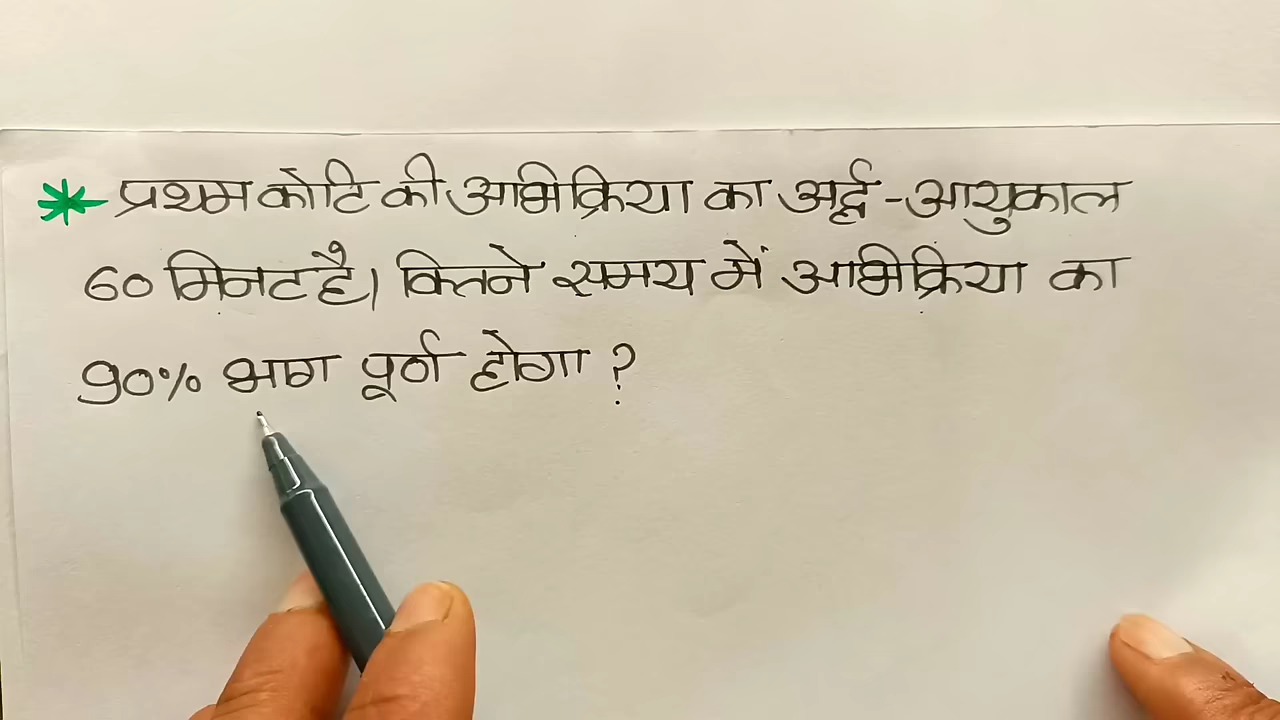 * प्रथम कोटि की अभिक्रिया का अर्द्ध-आयुकाल
60 मिनट है। कितने समय में अभिक्रिया का
90% भाग पूर्ण होगा ?